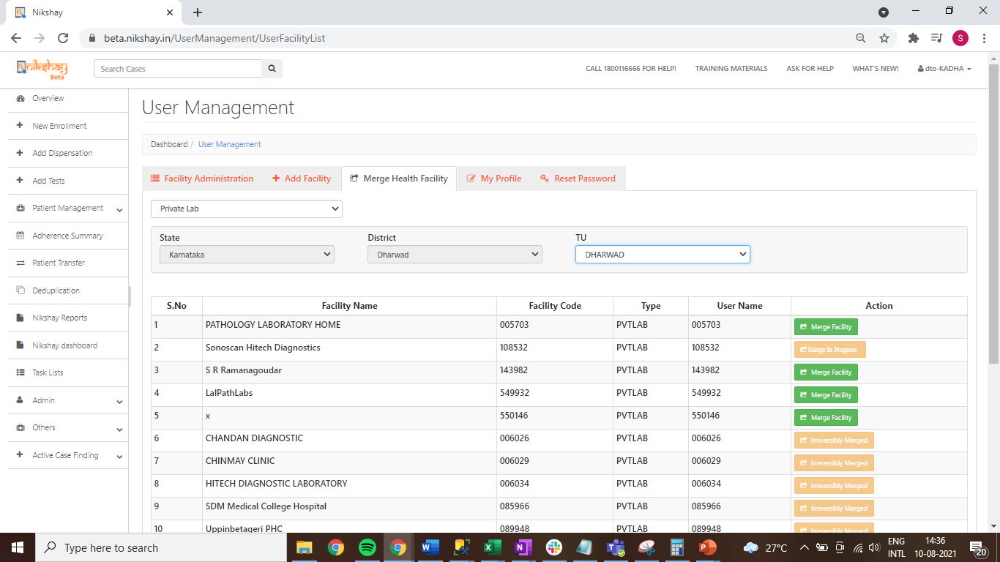 Nikshay
beta.nikshay.in/UserManagement/UserFacilityList
S
nikshay
Beta
Search Cases
CALL 1800116666 FOR HELP!
TRAINING MATERIALS
ASK FOR HELP
WHAT'S NEW!
dto-KADHA
Overview
New Enrollment
Add Dispensation
Add Tests
Patient Management
Adherence Summary
Patient Transfer
Deduplication
Nikshay Reports
Nikshay dashboard
Task Lists
Admin
Others
Active Case Finding
User Management
Dashboard / User Management
Facility Administration
Add Facility
Merge Health Facility
My Profile
Reset Password
Private Lab
State District TU
Karnataka Dharwad DHARWAD
S.No Facility Name Facility Code Type User Name Action
1 PATHOLOGY LABORATORY HOME 005703 PVTLAB 005703 Merge Facility
2 Sonoscan Hitech Diagnostics 108532 PVTLAB 108532 Merge In Progress
3 S R Ramanagoudar 143982 PVTLAB 143982 Merge Facility
4 LalPathLabs 549932 PVTLAB 549932 Merge Facility
5 x 550146 PVTLAB 550146 Merge Facility
6 CHANDAN DIAGNOSTIC 006026 PVTLAB 006026 Irreversibly Merged
7 CHINMAY CLINIC 006029 PVTLAB 006029 Irreversibly Merged
8 HITECH DIAGNOSTIC LABORATORY 006034 PVTLAB 006034 Irreversibly Merged
9 SDM Medical College Hospital 085966 PVTLAB 085966 Irreversibly Merged
10 Uppinbetageri PHC 089948 PVTLAB 089948 Irreversibly Merged
Type here to search
27°C
ENG
INTL
14:36
10-08-2021
20